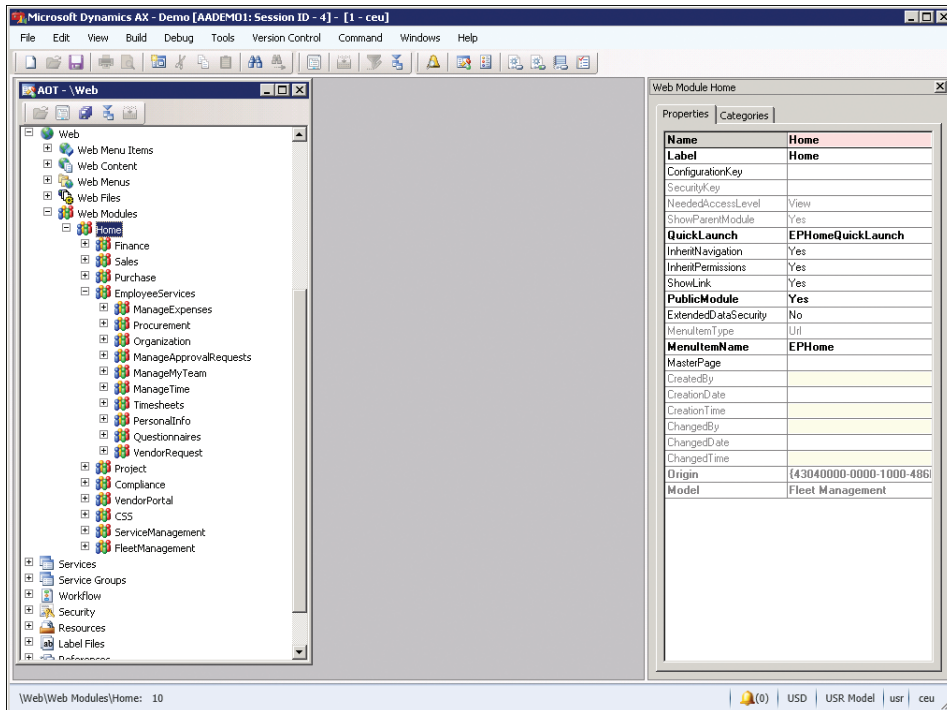 Microsoft Dynamics AX - Demo [AADEMO1: Session ID - 4] - [1 - ceu]
File Edit View Build Debug Tools Version Control Command Windows Help
AOT - \Web
Web
Web Menu Items
Web Content
Web Menus
Web Files
Web Modules
Home
Finance
Sales
Purchase
EmployeeServices
ManageExpenses
Procurement
Organization
ManageApprovalRequests
ManageMyTeam
ManageTime
Timesheets
PersonalInfo
Questionnaires
VendorRequest
Project
Compliance
VendorPortal
CSS
ServiceManagement
FleetManagement
Services
Service Groups
Workflow
Security
Resources
ab Label Files
References
Web Module Home
Properties Categories
Name Home
Label Home
ConfigurationKey
SecurityKey
NeededAccessLevel View
ShowParentModule Yes
QuickLaunch EPHomeQuickLaunch
InheritNavigation Yes
InheritPermissions Yes
ShowLink Yes
PublicModule Yes
ExtendedDataSecurity No
MenuItemType Url
MenuItemName EPHome
MasterPage
CreatedBy
CreationDate
CreationTime
ChangedBy
ChangedDate
ChangedTime
Origin {43040000-0000-1000-486
Model Fleet Management
\Web\Web Modules\Home: 10
(0) USD USR Model usr ceu